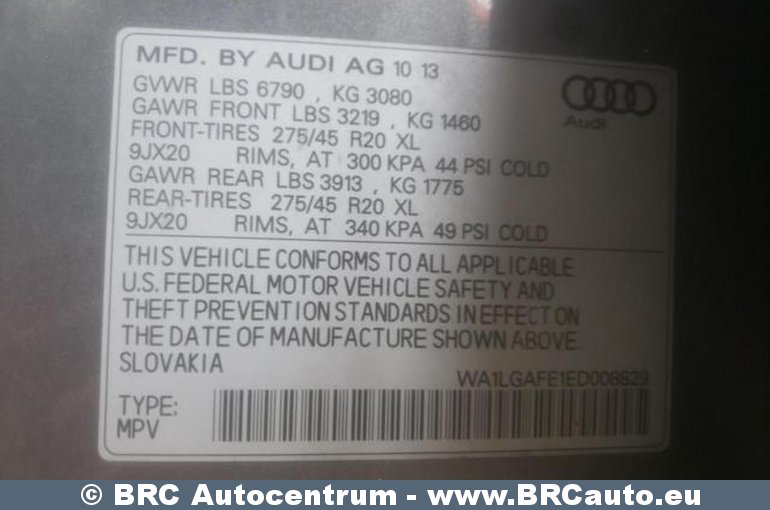 MFD. BY AUDI AG 10 13
GVWR LBS 6790 , KG 3080
GAWR FRONT LBS 3219 , KG 1460
FRONT-TIRES 275/45 R20 XL
9JX20 RIMS, AT 300 KPA 44 PSI COLD
GAWR REAR LBS 3913 , KG 1775
REAR-TIRES 275/45 R20 XL
9JX20 RIMS, AT 340 KPA 49 PSI COLD
Audi
THIS VEHICLE CONFORMS TO ALL APPLICABLE
U.S. FEDERAL MOTOR VEHICLE SAFETY AND
THEFT PREVENTION STANDARDS IN EFFECT ON
THE DATE OF MANUFACTURE SHOWN ABOVE.
SLOVAKIA
WA1LGAFE1ED008829
TYPE:
MPV
© BRC Autocentrum - www.BRCauto.eu